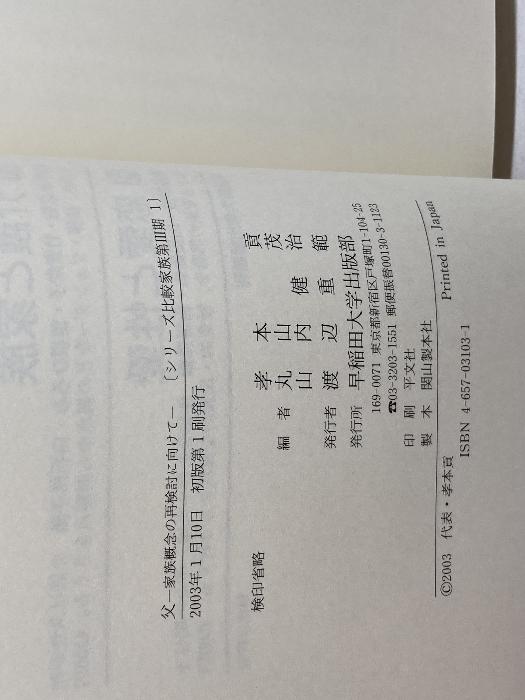 父―家族概念の再検討に向けて― 〔シリーズ比較家族第Ⅲ期 1〕
2003年1月10日 初版第1刷発行
検印省略
編者 孝本 貢
丸山 茂
山内 健治
発行者 渡辺 重範
発行所 早稲田大学出版部
169-0071 東京都新宿区戸塚町1-104-25
☎03-3203-1551 郵便振替00130-3-1123
印刷 平文社
製本 関山製本社
©2003 代表・孝本貢 Printed in Japan
ISBN 4-657-03103-1